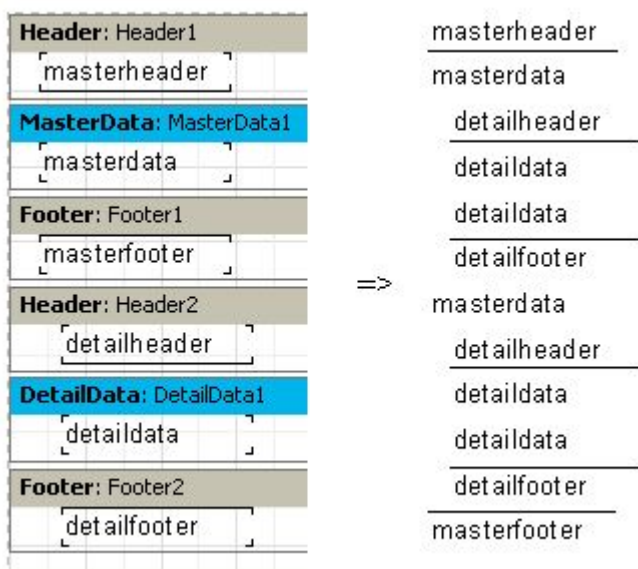 Header: Header1
masterheader
MasterData: MasterData1
masterdata
Footer: Footer1
masterfooter
Header: Header2
detailheader
DetailData: DetailData1
detaildata
Footer: Footer2
detailfooter
=>
masterheader
masterdata
detailheader
detaildata
detaildata
detailfooter
masterdata
detailheader
detaildata
detaildata
detailfooter
masterfooter